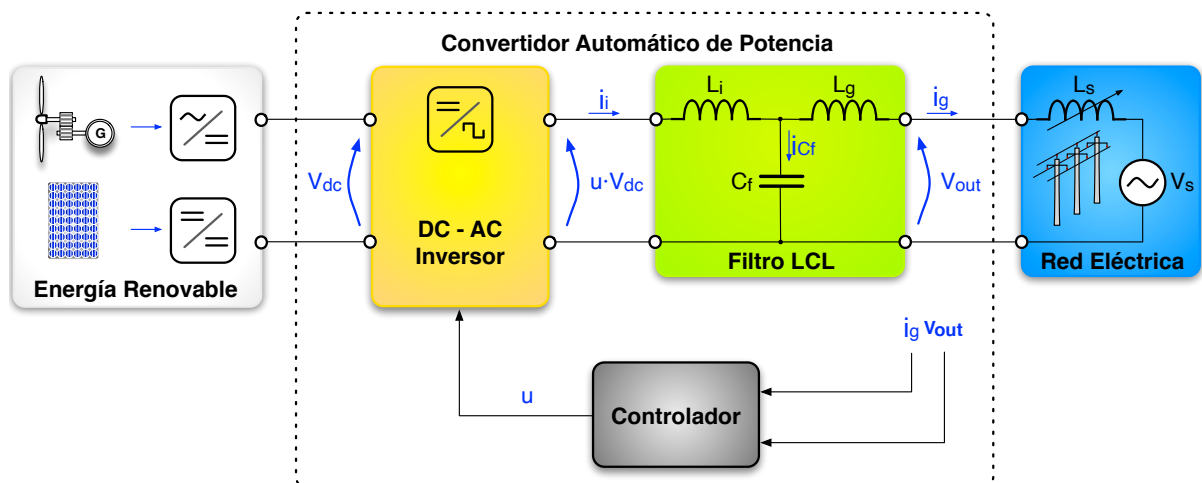 Convertidor Automático de Potencia
G
Energía Renovable
Vdc
DC - AC
Inversor
ii
u·Vdc
Li
Lg
iCf
Cf
Filtro LCL
ig
Vout
Ls
Vs
Red Eléctrica
ig Vout
u
Controlador